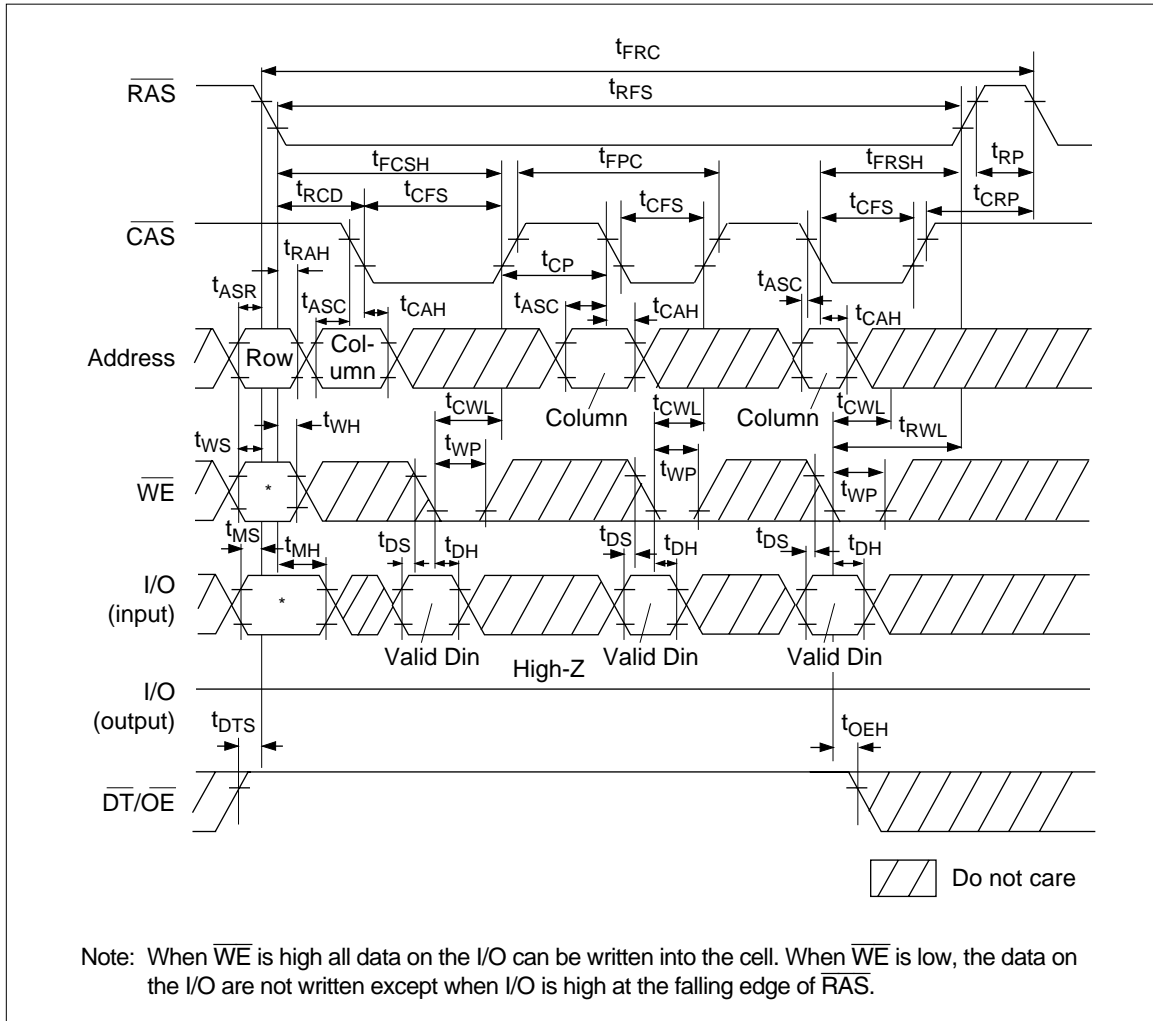 tFRC
RAS
tRFS
tRP
tFCSH
tFPC
tFRSH
tRCD
tCFS
tCFS
tCFS
tCRP
CAS
tRAH
tCP
tASR
tASC
tCAH
tASC
tCAH
tASC
tCAH
Address
Row
Col-
umn
Column
Column
tCWL
tCWL
tCWL
tRWL
tWS
tWH
tWP
tWP
tWP
WE
*
tMS
tMH
tDS
tDH
tDS
tDH
tDS
tDH
I/O
(input)
*
Valid Din
Valid Din
Valid Din
High-Z
I/O
(output)
tDTS
tOEH
DT/OE
Do not care
Note: When WE is high all data on the I/O can be written into the cell. When WE is low, the data on
the I/O are not written except when I/O is high at the falling edge of RAS.